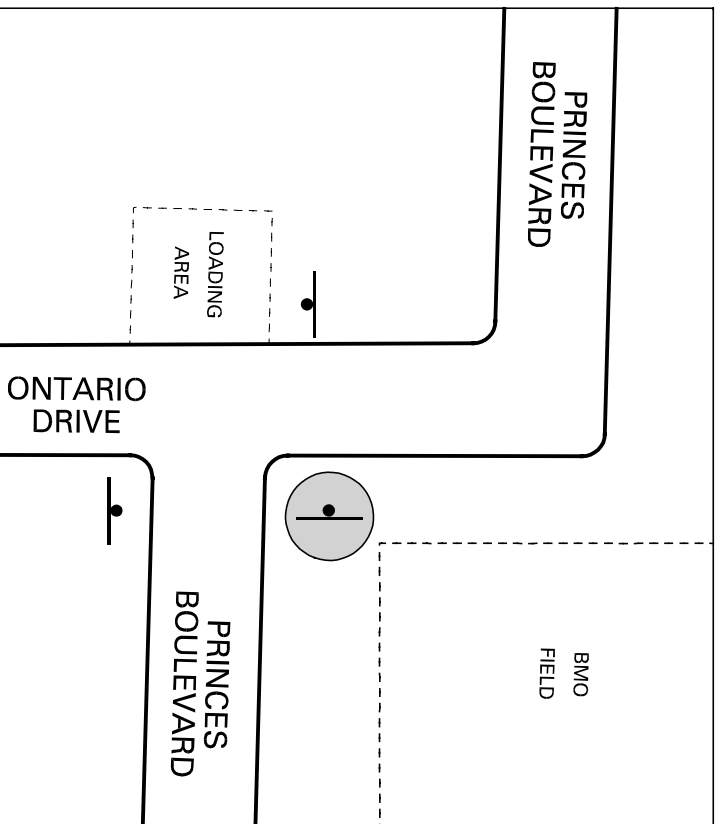 PRINCES
BOULEVARD
LOADING
AREA
ONTARIO
DRIVE
PRINCES
BOULEVARD
BMO
FIELD